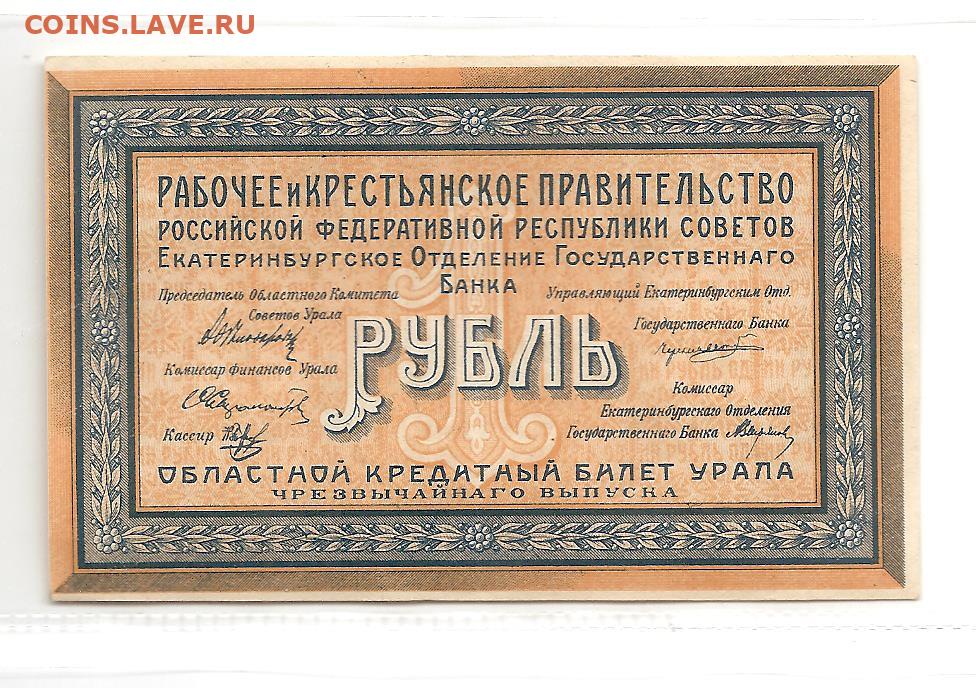 COINS.LAVE.RU
РАБОЧЕЕ и КРЕСТЬЯНСКОЕ ПРАВИТЕЛЬСТВО
РОССИЙСКОЙ ФЕДЕРАТИВНОЙ РЕСПУБЛИКИ СОВЕТОВ
ЕКАТЕРИНБУРГСКОЕ ОТДЕЛЕНИЕ ГОСУДАРСТВЕННАГО
БАНКА
Председатель Областного Комитета
Советов Урала
Управляющий Екатеринбургским Отд.
Государственнаго Банка
1
РУБЛЬ
Комиссар Финансов Урала
Кассир
Комиссар
Екатеринбургскаго Отделения
Государственнаго Банка
ОБЛАСТНОЙ КРЕДИТНЫЙ БИЛЕТ УРАЛА
ЧРЕЗВЫЧАЙНАГО ВЫПУСКА